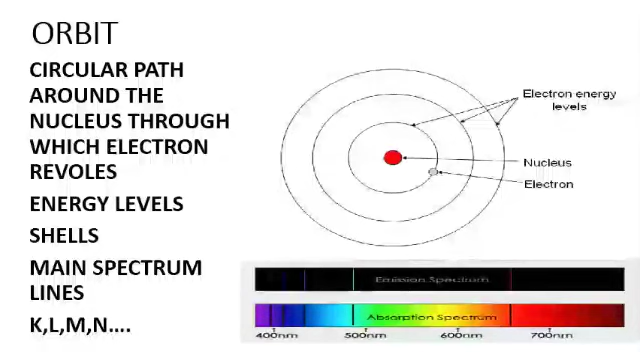 ORBIT
CIRCULAR PATH
AROUND THE
NUCLEUS THROUGH
WHICH ELECTRON
REVOLES
ENERGY LEVELS
SHELLS
MAIN SPECTRUM
LINES
K,L,M,N....
Electron energy
levels
Nucleus
Electron
Emission Spectrum
Absorption Spectrum
400nm 500nm 600nm 700nm